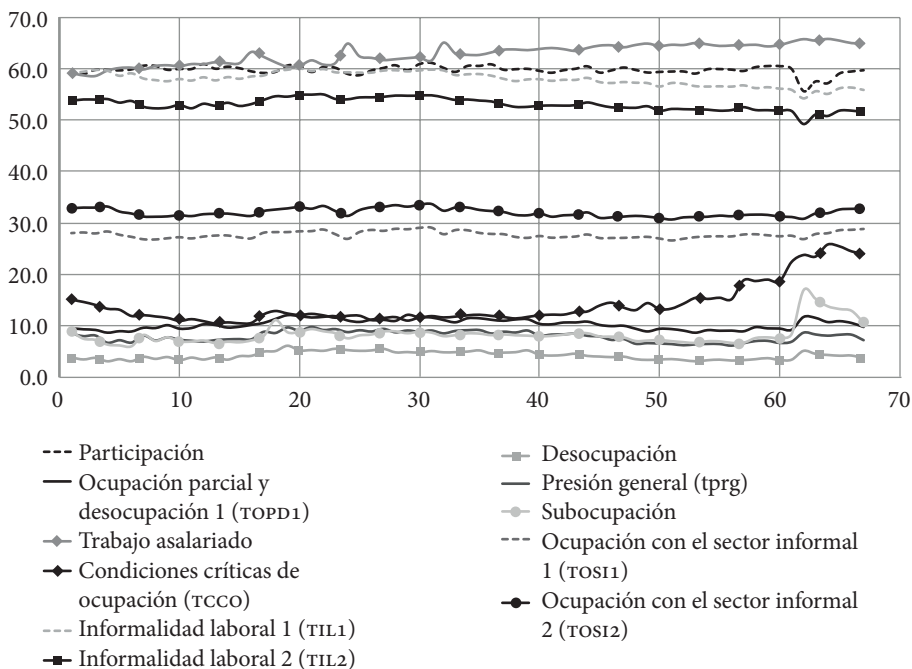 70.0
60.0
50.0
40.0
30.0
20.0
10.0
0.0
0 10 20 30 40 50 60 70
Participación
Ocupación parcial y
desocupación 1 (TOPD1)
Trabajo asalariado
Condiciones críticas de
ocupación (TCCO)
Informalidad laboral 1 (TIL1)
Informalidad laboral 2 (TIL2)
Desocupación
Presión general (tprg)
Subocupación
Ocupación con el sector informal
1 (TOSI1)
Ocupación con el sector informal
2 (TOSI2)